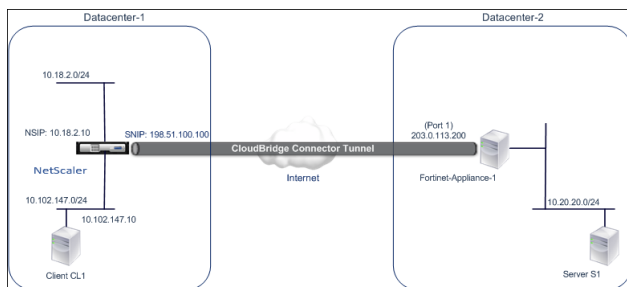 Datacenter-1
Datacenter-2
10.18.2.0/24
NSIP: 10.18.2.10
SNIP: 198.51.100.100
(Port 1)
203.0.113.200
CloudBridge Connector Tunnel
NetScaler
Internet
Fortinet-Appliance-1
10.102.147.0/24
10.102.147.10
10.20.20.0/24
Client CL1
Server S1